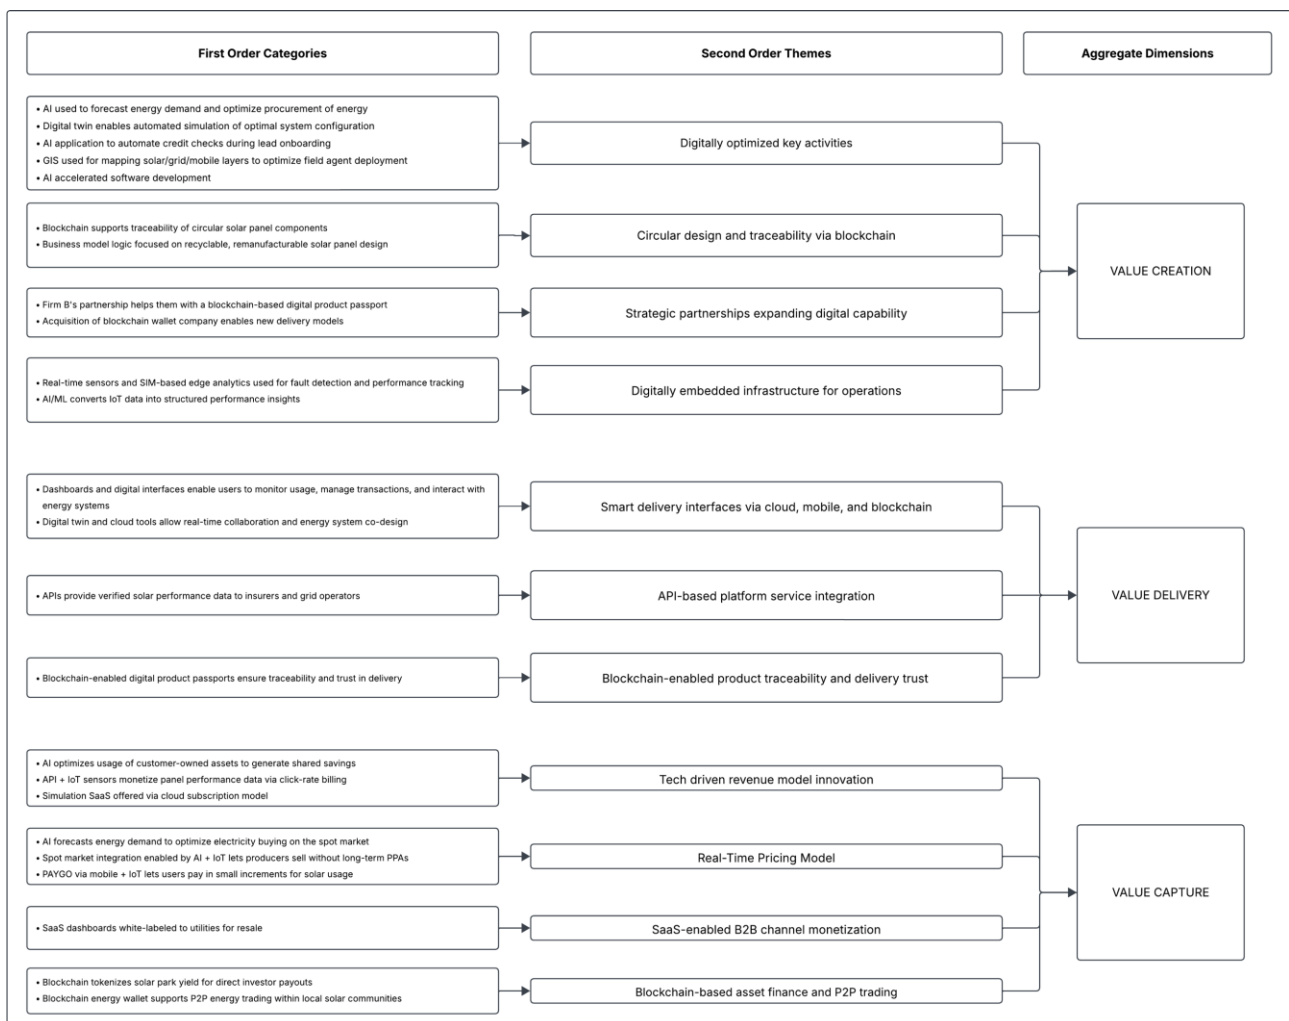 First Order Categories
Second Order Themes
Aggregate Dimensions
• AI used to forecast energy demand and optimize procurement of energy
• Digital twin enables automated simulation of optimal system configuration
• AI application to automate credit checks during lead onboarding
• GIS used for mapping solar/grid/mobile layers to optimize field agent deployment
• AI accelerated software development
Digitally optimized key activities
• Blockchain supports traceability of circular solar panel components
• Business model logic focused on recyclable, remanufacturable solar panel design
Circular design and traceability via blockchain
• Firm B's partnership helps them with a blockchain-based digital product passport
• Acquisition of blockchain wallet company enables new delivery models
Strategic partnerships expanding digital capability
• Real-time sensors and SIM-based edge analytics used for fault detection and performance tracking
• AI/ML converts IoT data into structured performance insights
Digitally embedded infrastructure for operations
VALUE CREATION
• Dashboards and digital interfaces enable users to monitor usage, manage transactions, and interact with
energy systems
• Digital twin and cloud tools allow real-time collaboration and energy system co-design
Smart delivery interfaces via cloud, mobile, and blockchain
• APIs provide verified solar performance data to insurers and grid operators
API-based platform service integration
• Blockchain-enabled digital product passports ensure traceability and trust in delivery
Blockchain-enabled product traceability and delivery trust
VALUE DELIVERY
• AI optimizes usage of customer-owned assets to generate shared savings
• API + IoT sensors monetize panel performance data via click-rate billing
• Simulation SaaS offered via cloud subscription model
Tech driven revenue model innovation
• AI forecasts energy demand to optimize electricity buying on the spot market
• Spot market integration enabled by AI + IoT lets producers sell without long-term PPAs
• PAYGO via mobile + IoT lets users pay in small increments for solar usage
Real-Time Pricing Model
• SaaS dashboards white-labeled to utilities for resale
SaaS-enabled B2B channel monetization
• Blockchain tokenizes solar park yield for direct investor payouts
• Blockchain energy wallet supports P2P energy trading within local solar communities
Blockchain-based asset finance and P2P trading
VALUE CAPTURE